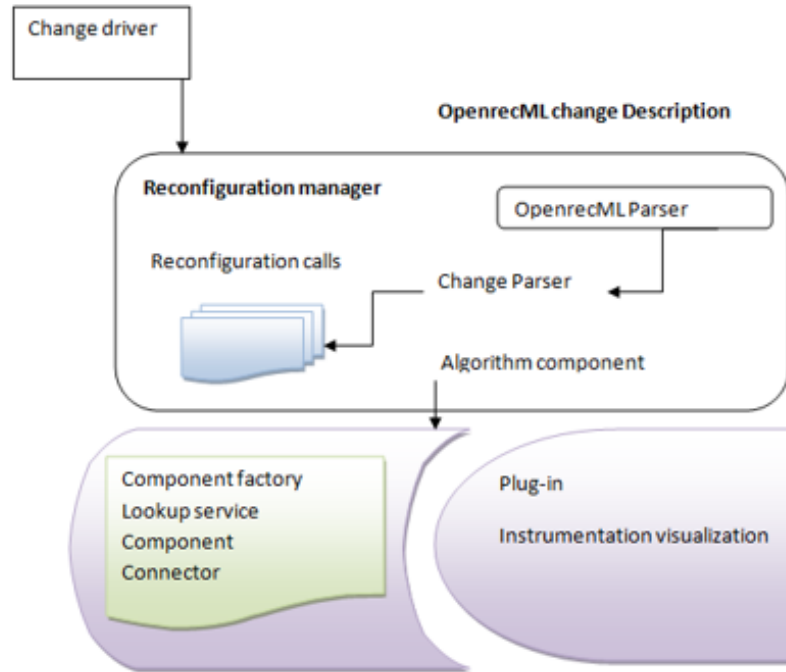 Change driver
OpenrecML change Description
Reconfiguration manager
OpenrecML Parser
Reconfiguration calls
Change Parser
Algorithm component
Component factory
Lookup service
Component
Connector
Plug-in
Instrumentation visualization